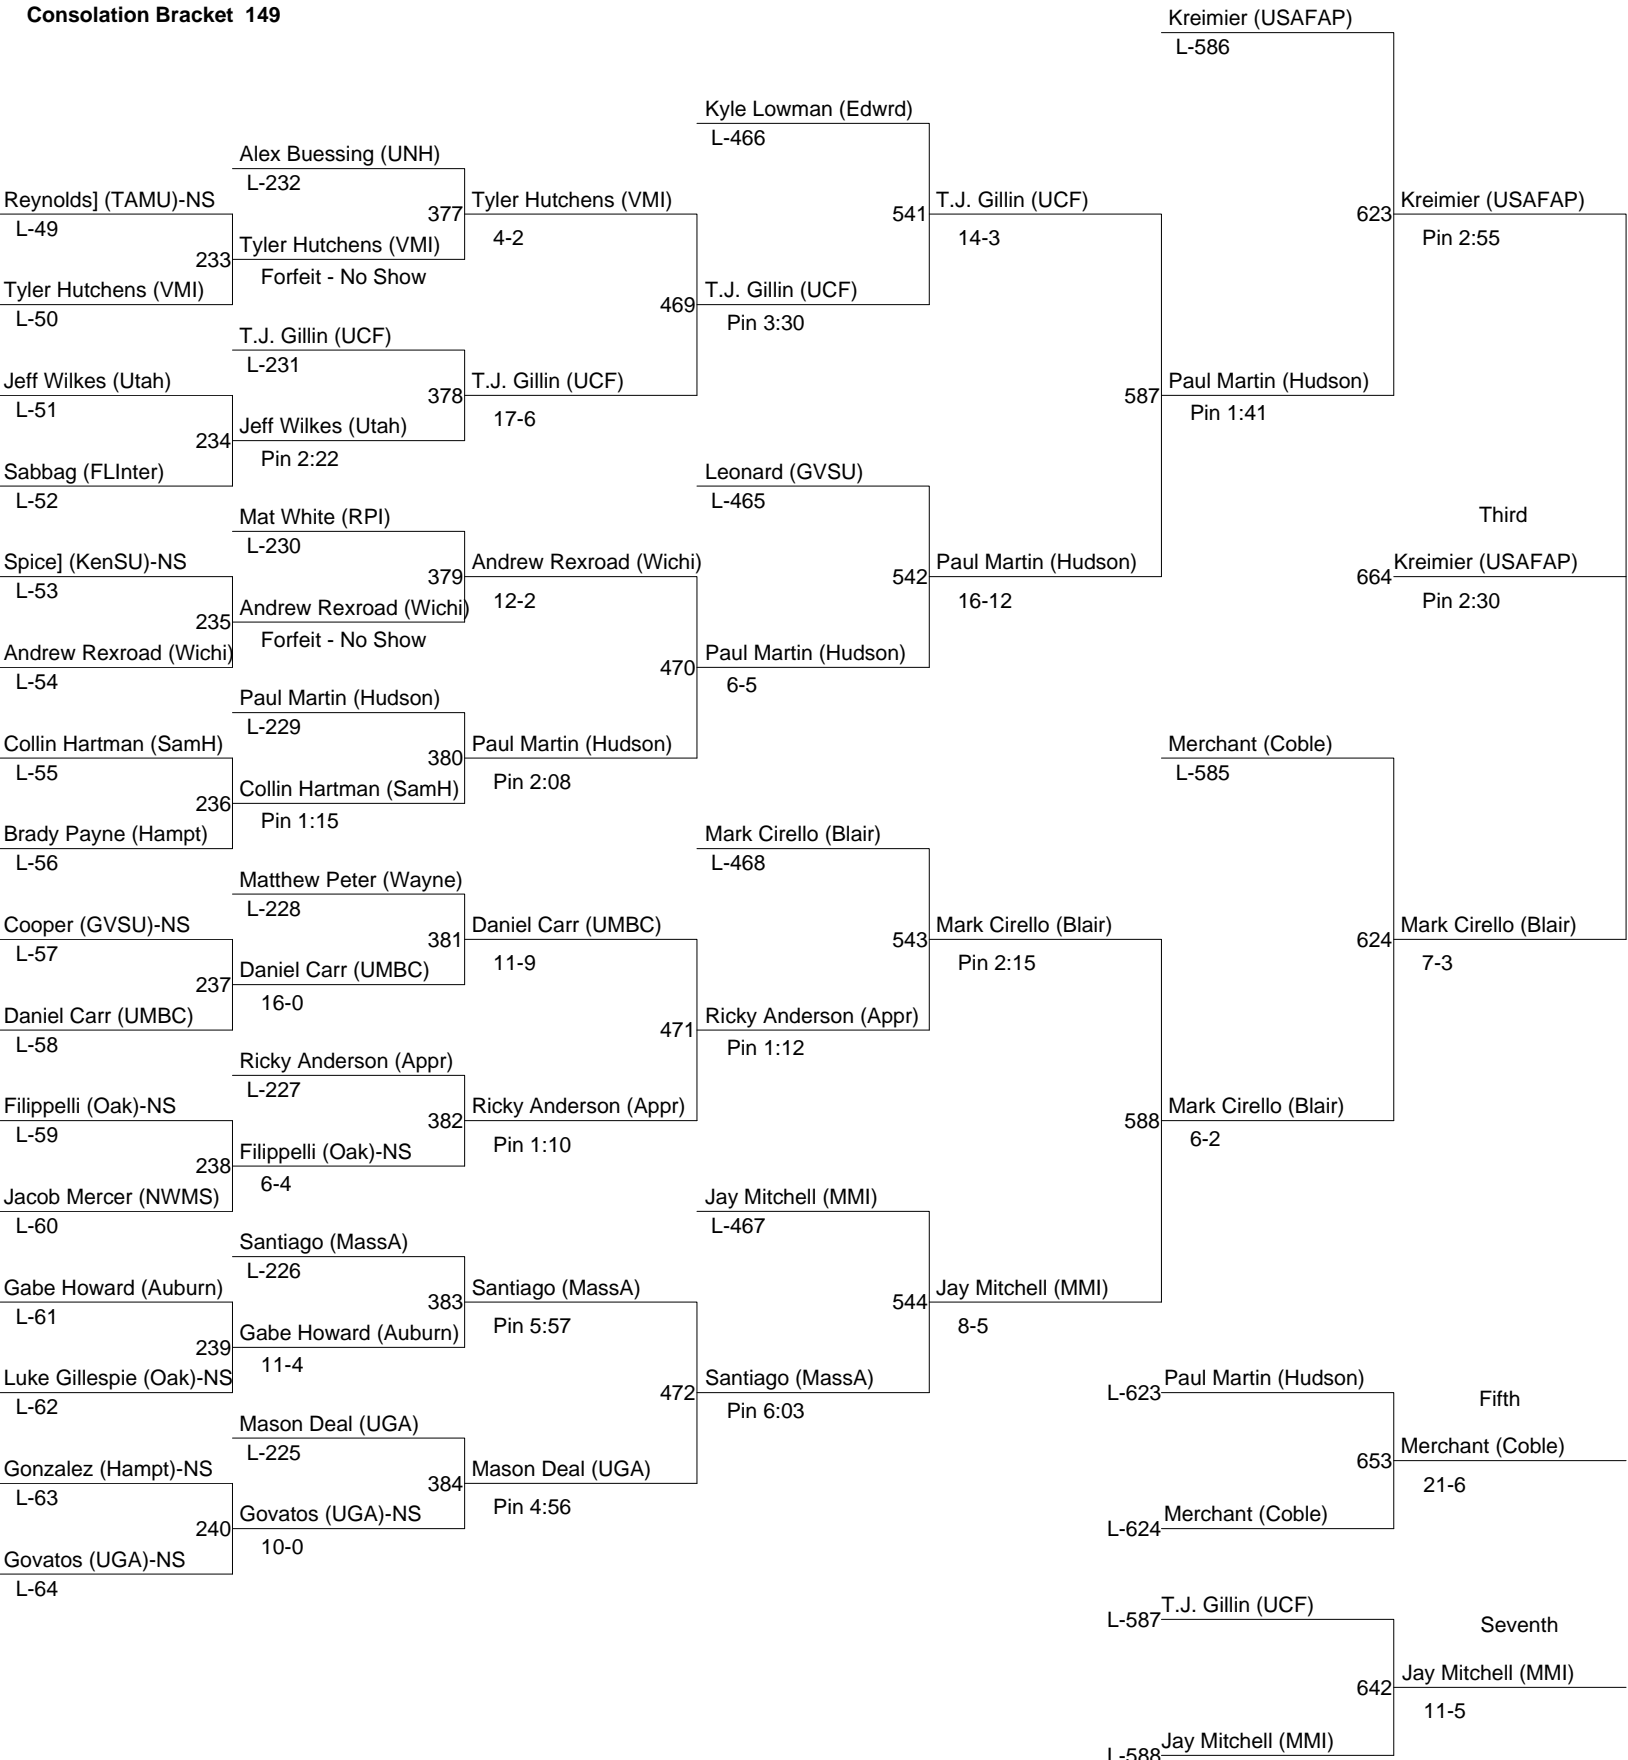 Consolation Bracket 149
Reynolds] (TAMU)-NS
L-49
Tyler Hutchens (VMI)
L-50
Jeff Wilkes (Utah)
L-51
Sabbag (FLInter)
L-52
Spice] (KenSU)-NS
L-53
Andrew Rexroad (Wichi)
L-54
Collin Hartman (SamH)
L-55
Brady Payne (Hampt)
L-56
Cooper (GVSU)-NS
L-57
Daniel Carr (UMBC)
L-58
Filippelli (Oak)-NS
L-59
Jacob Mercer (NWMS)
L-60
Gabe Howard (Auburn)
L-61
Luke Gillespie (Oak)-NS
L-62
Gonzalez (Hampt)-NS
L-63
Govatos (UGA)-NS
L-64
Alex Buessing (UNH)
L-232
233
Tyler Hutchens (VMI)
Forfeit - No Show
T.J. Gillin (UCF)
L-231
234
Jeff Wilkes (Utah)
Pin 2:22
Mat White (RPI)
L-230
235
Andrew Rexroad (Wichi)
Forfeit - No Show
Paul Martin (Hudson)
L-229
236
Collin Hartman (SamH)
Pin 1:15
Matthew Peter (Wayne)
L-228
237
Daniel Carr (UMBC)
16-0
Ricky Anderson (Appr)
L-227
238
Filippelli (Oak)-NS
6-4
Santiago (MassA)
L-226
239
Gabe Howard (Auburn)
11-4
Mason Deal (UGA)
L-225
240
Govatos (UGA)-NS
10-0
377
Tyler Hutchens (VMI)
4-2
378
T.J. Gillin (UCF)
17-6
379
Andrew Rexroad (Wichi)
12-2
380
Paul Martin (Hudson)
Pin 2:08
381
Daniel Carr (UMBC)
11-9
382
Ricky Anderson (Appr)
Pin 1:10
383
Santiago (MassA)
Pin 5:57
384
Mason Deal (UGA)
Pin 4:56
Kyle Lowman (Edwrd)
L-466
469
T.J. Gillin (UCF)
Pin 3:30
Leonard (GVSU)
L-465
470
Paul Martin (Hudson)
6-5
Mark Cirello (Blair)
L-468
471
Ricky Anderson (Appr)
Pin 1:12
Jay Mitchell (MMI)
L-467
472
Santiago (MassA)
Pin 6:03
541
T.J. Gillin (UCF)
14-3
542
Paul Martin (Hudson)
16-12
543
Mark Cirello (Blair)
Pin 2:15
544
Jay Mitchell (MMI)
8-5
Kreimier (USAFAP)
L-586
587
Paul Martin (Hudson)
Pin 1:41
Merchant (Coble)
L-585
588
Mark Cirello (Blair)
6-2
623
Kreimier (USAFAP)
Pin 2:55
Third
664
Kreimier (USAFAP)
Pin 2:30
624
Mark Cirello (Blair)
7-3
L-623
Paul Martin (Hudson)
Fifth
653
Merchant (Coble)
21-6
L-624
Merchant (Coble)
L-587
T.J. Gillin (UCF)
Seventh
642
Jay Mitchell (MMI)
11-5
L-588
Jay Mitchell (MMI)